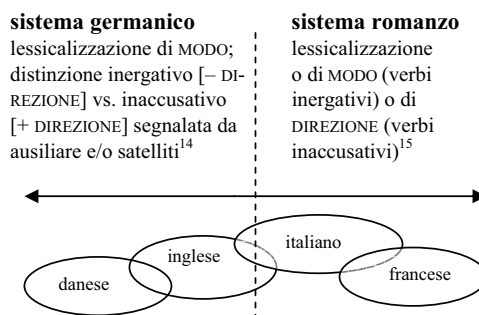 sistema germanico
lessicalizzazione di MODO;
distinzione inergativo [– DI-
REZIONE] vs. inaccusativo
[+ DIREZIONE] segnalata da
ausiliare e/o satelliti¹⁴
sistema romanzo
lessicalizzazione
o di MODO (verbi
inergativi) o di
DIREZIONE (verbi
inaccusativi)¹⁵
danese
inglese
italiano
francese